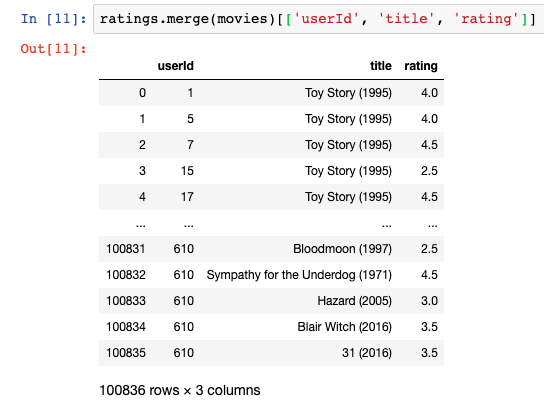 In [11]: ratings.merge(movies)[['userId', 'title', 'rating']]
Out[11]:
userId title rating
0 1 Toy Story (1995) 4.0
1 5 Toy Story (1995) 4.0
2 7 Toy Story (1995) 4.5
3 15 Toy Story (1995) 2.5
4 17 Toy Story (1995) 4.5
... ... ... ...
100831 610 Bloodmoon (1997) 2.5
100832 610 Sympathy for the Underdog (1971) 4.5
100833 610 Hazard (2005) 3.0
100834 610 Blair Witch (2016) 3.5
100835 610 31 (2016) 3.5
100836 rows × 3 columns